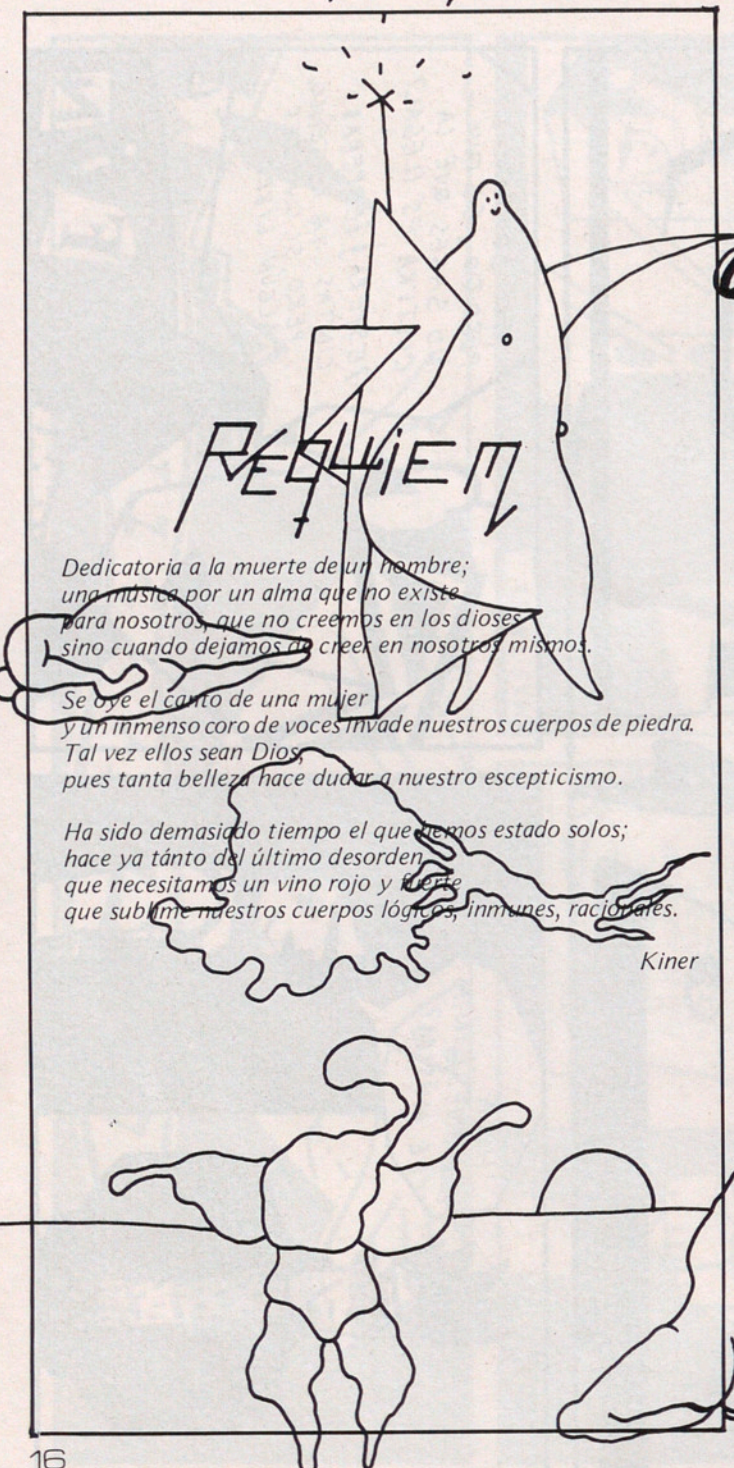 REQUIEM
Dedicatoria a la muerte de un hombre;
una música por un alma que no existe
para nosotros, que no creemos en los dioses
sino cuando dejamos de creer en nosotros mismos.
Se oye el canto de una mujer
y un inmenso coro de voces invade nuestros cuerpos de piedra.
Tal vez ellos sean Dios,
pues tanta belleza hace dudar a nuestro escepticismo.
Ha sido demasiado tiempo el que hemos estado solos;
hace ya tánto del último desorden
que necesitamos un vino rojo y fuerte
que sublime nuestros cuerpos lógicos, inmunes, racionales.
Kiner
16